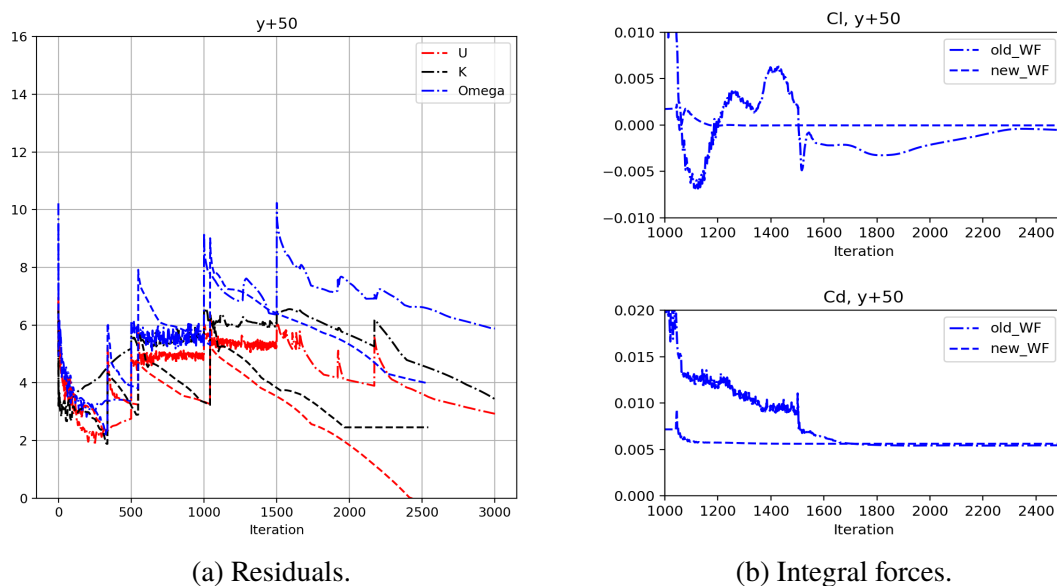 y+50
16
14
12
10
8
6
4
2
0
U
K
Omega
0 500 1000 1500 2000 2500 3000
Iteration
(a) Residuals.
Cl, y+50
0.010
0.005
0.000
−0.005
−0.010
old_WF
new_WF
1000 1200 1400 1600 1800 2000 2200 2400
Iteration
Cd, y+50
0.020
0.015
0.010
0.005
0.000
old_WF
new_WF
1000 1200 1400 1600 1800 2000 2200 2400
Iteration
(b) Integral forces.